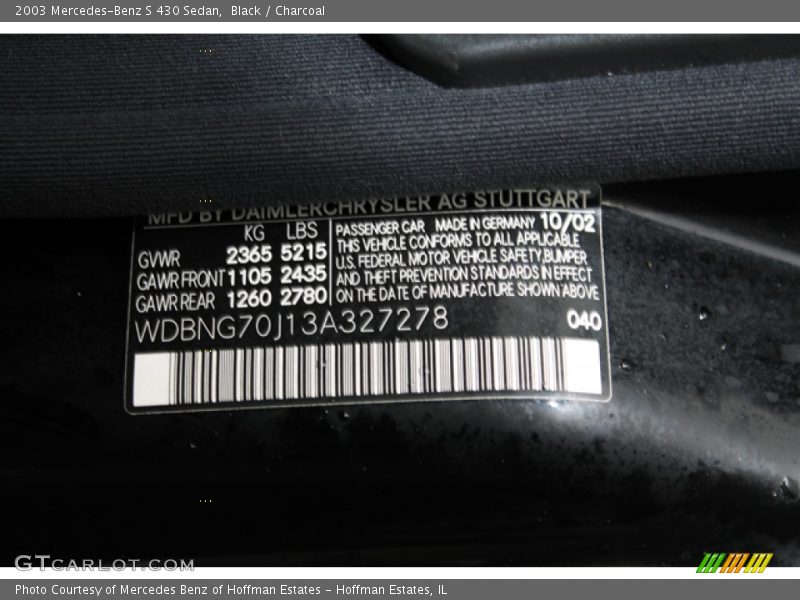 2003 Mercedes-Benz S 430 Sedan, Black / Charcoal
MFD BY DAIMLERCHRYSLER AG STUTTGART
KG LBS
GVWR 2365 5215
GAWR FRONT 1105 2435
GAWR REAR 1260 2780
PASSENGER CAR MADE IN GERMANY 10/02
THIS VEHICLE CONFORMS TO ALL APPLICABLE
U.S. FEDERAL MOTOR VEHICLE SAFETY, BUMPER
AND THEFT PREVENTION STANDARDS IN EFFECT
ON THE DATE OF MANUFACTURE SHOWN ABOVE
WDBNG70J13A327278 040
GTCARLOT.COM
Photo Courtesy of Mercedes Benz of Hoffman Estates - Hoffman Estates, IL